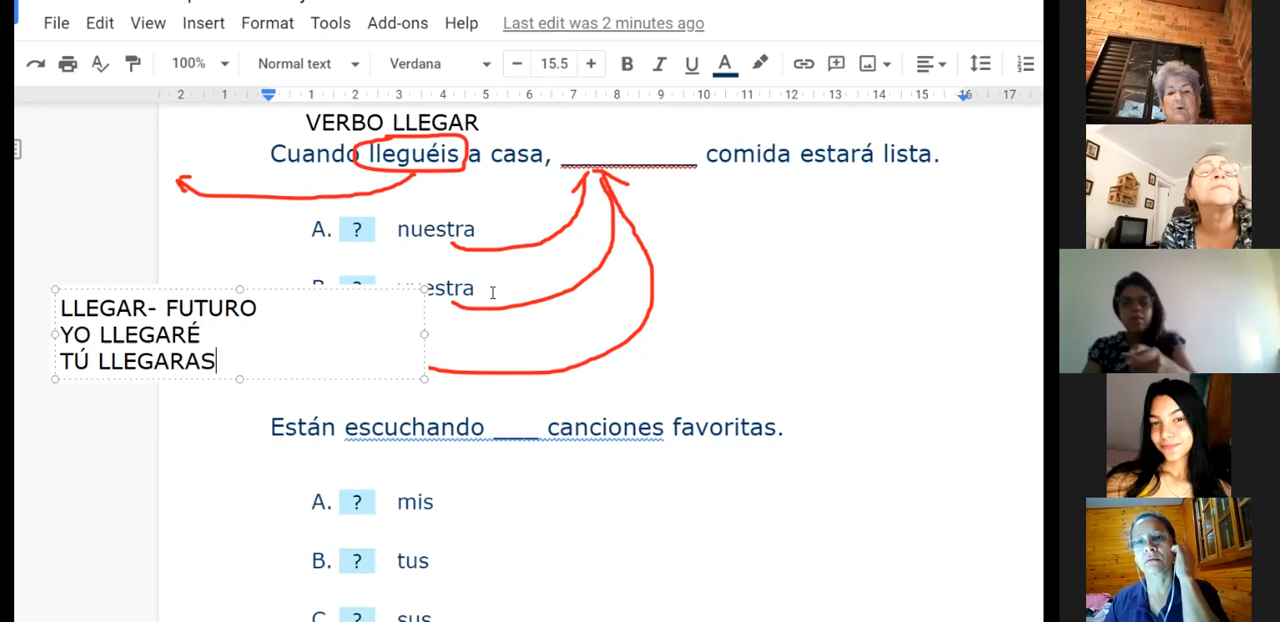 File Edit View Insert Format Tools Add-ons Help Last edit was 2 minutes ago
100% Normal text Verdana − 15.5 + B I U A
2 1 1 2 3 4 5 6 7 8 9 10 11 12 13 14 15 16 17
VERBO LLEGAR
Cuando lleguéis a casa, __________ comida estará lista.
A. ? nuestra
LLEGAR- FUTURO
YO LLEGARÉ
TÚ LLEGARAS
Están escuchando ____ canciones favoritas.
A. ? mis
B. ? tus
C ? sus